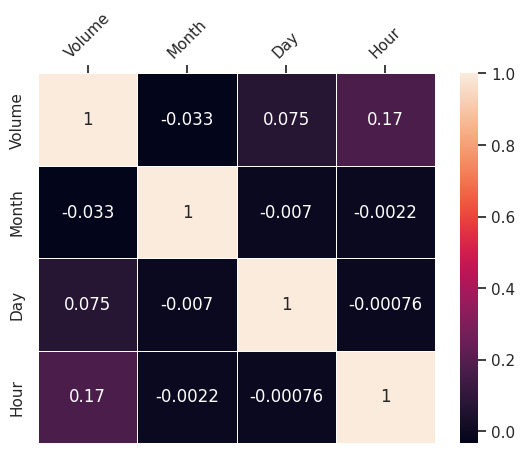 Volume Month Day Hour
Volume 1 -0.033 0.075 0.17
Month -0.033 1 -0.007 -0.0022
Day 0.075 -0.007 1 -0.00076
Hour 0.17 -0.0022 -0.00076 1
1.0
0.8
0.6
0.4
0.2
0.0